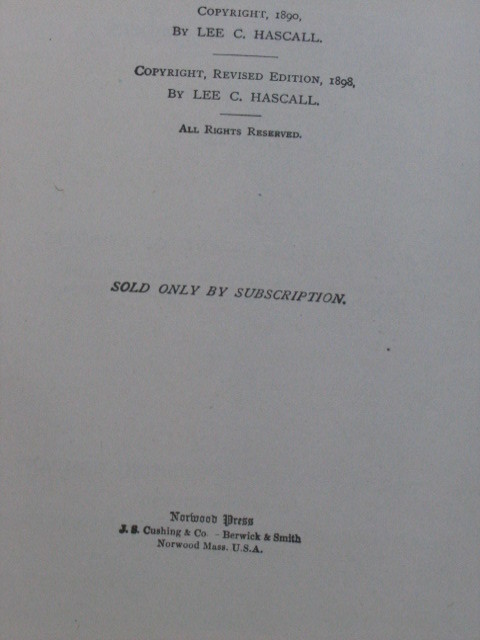 COPYRIGHT, 1890,
BY LEE C. HASCALL.
COPYRIGHT, REVISED EDITION, 1898,
BY LEE C. HASCALL.
ALL RIGHTS RESERVED.
SOLD ONLY BY SUBSCRIPTION.
Norwood Press
J. S. Cushing & Co. - Berwick & Smith
Norwood Mass. U.S.A.